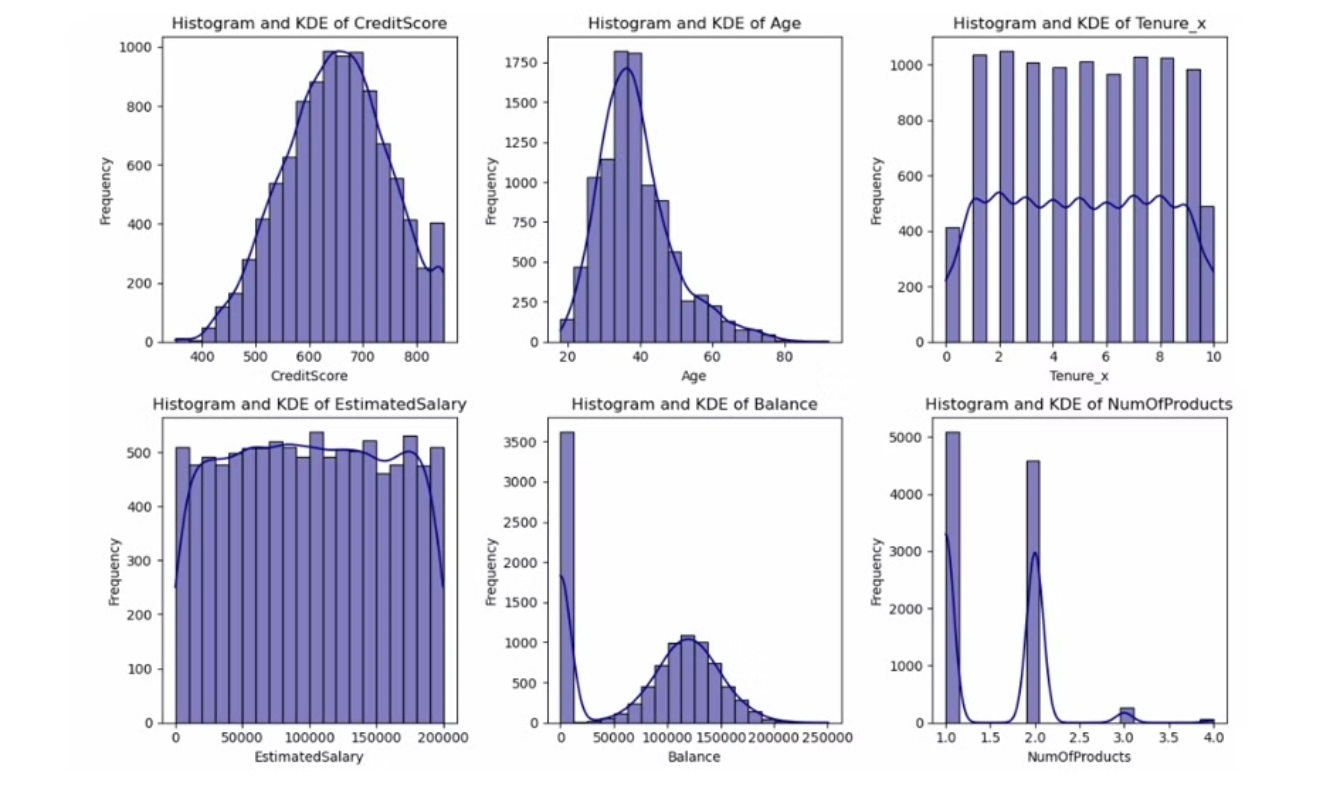 Histogram and KDE of CreditScore
1000
800
600
400
200
0
Frequency
400 500 600 700 800
CreditScore
Histogram and KDE of Age
1750
1500
1250
1000
750
500
250
0
Frequency
20 40 60 80
Age
Histogram and KDE of Tenure_x
1000
800
600
400
200
0
Frequency
0 2 4 6 8 10
Tenure_x
Histogram and KDE of EstimatedSalary
500
400
300
200
100
0
Frequency
0 50000 100000 150000 200000
EstimatedSalary
Histogram and KDE of Balance
3500
3000
2500
2000
1500
1000
500
0
Frequency
0 50000 100000 150000 200000 250000
Balance
Histogram and KDE of NumOfProducts
5000
4000
3000
2000
1000
0
Frequency
1.0 1.5 2.0 2.5 3.0 3.5 4.0
NumOfProducts